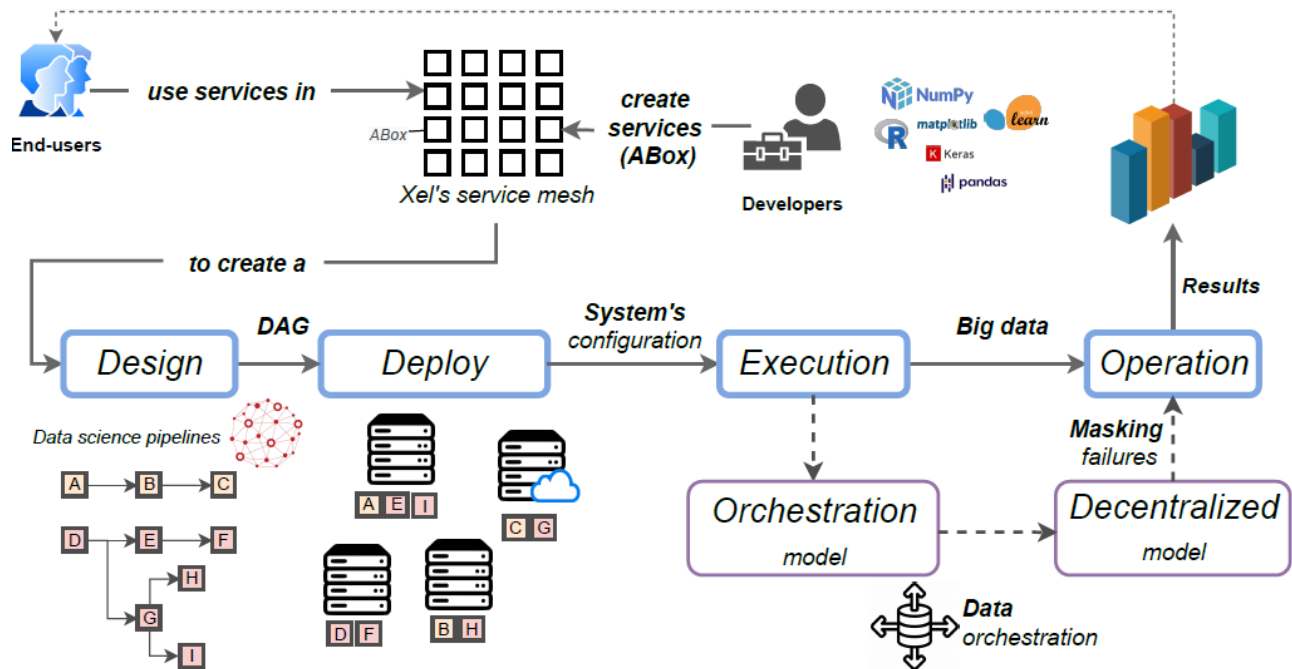 End-users
use services in
ABox
Xel's service mesh
create
services
(ABox)
Developers
NumPy
R
matplotlib
learn
K Keras
pandas
to create a
Design
DAG
Deploy
System's
configuration
Execution
Big data
Operation
Results
Data science pipelines
A B C
D E F
H
G
I
A E I
C G
D F
B H
Masking
failures
Orchestration
model
Decentralized
model
Data
orchestration